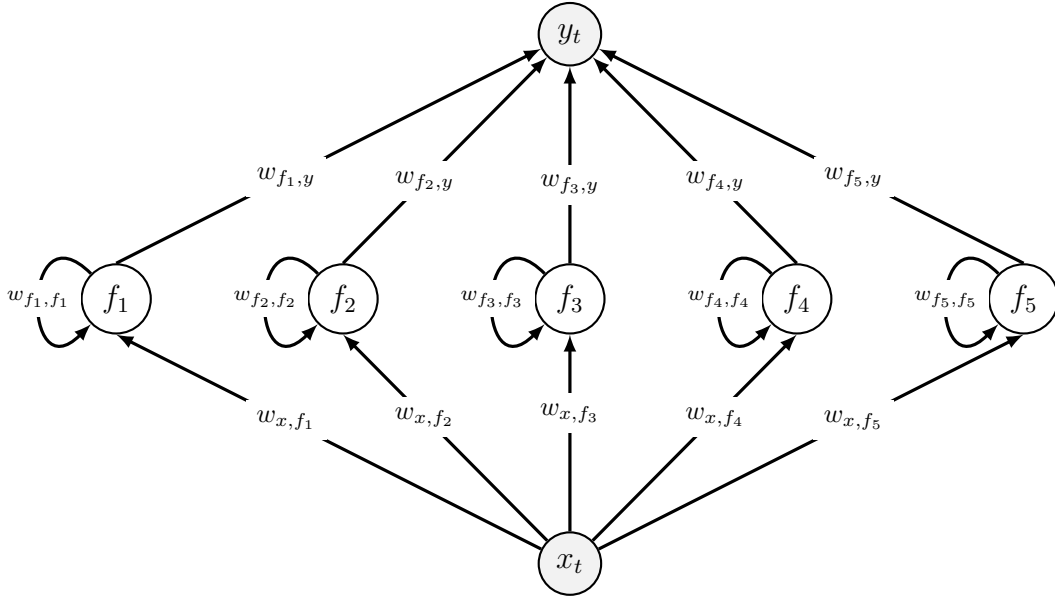 y_t
w_{f_1,y} w_{f_2,y} w_{f_3,y} w_{f_4,y} w_{f_5,y}
w_{f_1,f_1} f_1 w_{f_2,f_2} f_2 w_{f_3,f_3} f_3 w_{f_4,f_4} f_4 w_{f_5,f_5} f_5
w_{x,f_1} w_{x,f_2} w_{x,f_3} w_{x,f_4} w_{x,f_5}
x_t